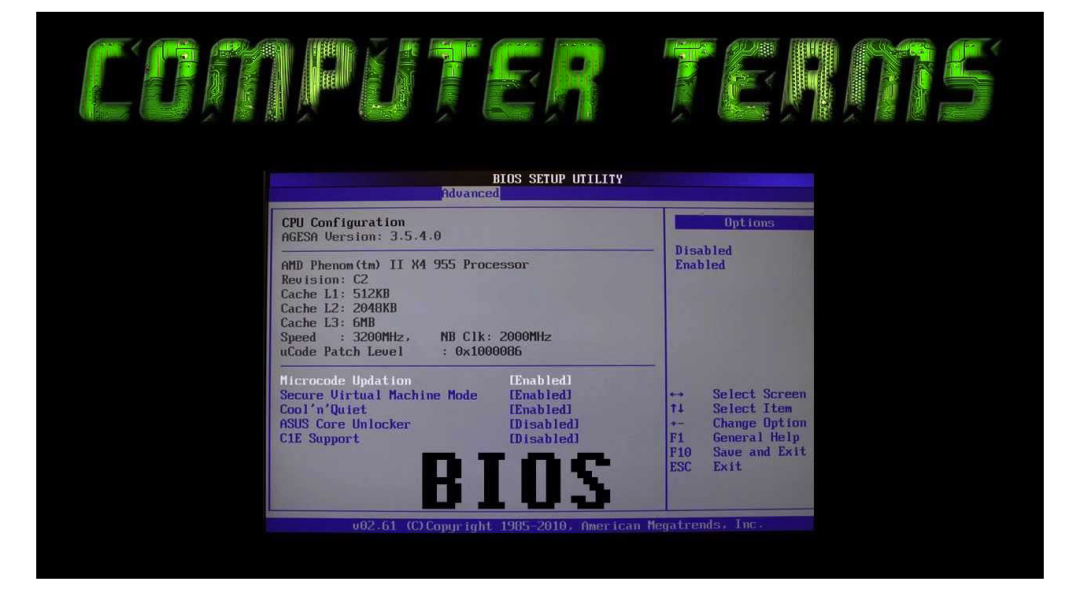 COMPUTER TERMS
BIOS SETUP UTILITY
Advanced
CPU Configuration
AGESA Version: 3.5.4.0
AMD Phenom(tm) II X4 955 Processor
Revision: C2
Cache L1: 512KB
Cache L2: 2048KB
Cache L3: 6MB
Speed : 3200MHz, NB Clk: 2000MHz
uCode Patch Level : 0x1000086
Microcode Updation [Enabled]
Secure Virtual Machine Mode [Enabled]
Cool'n'Quiet [Enabled]
ASUS Core Unlocker [Disabled]
C1E Support [Disabled]
BIOS
Options
Disabled
Enabled
↔ Select Screen
↑↓ Select Item
+- Change Option
F1 General Help
F10 Save and Exit
ESC Exit
v02.61 (C)Copyright 1985-2010, American Megatrends, Inc.